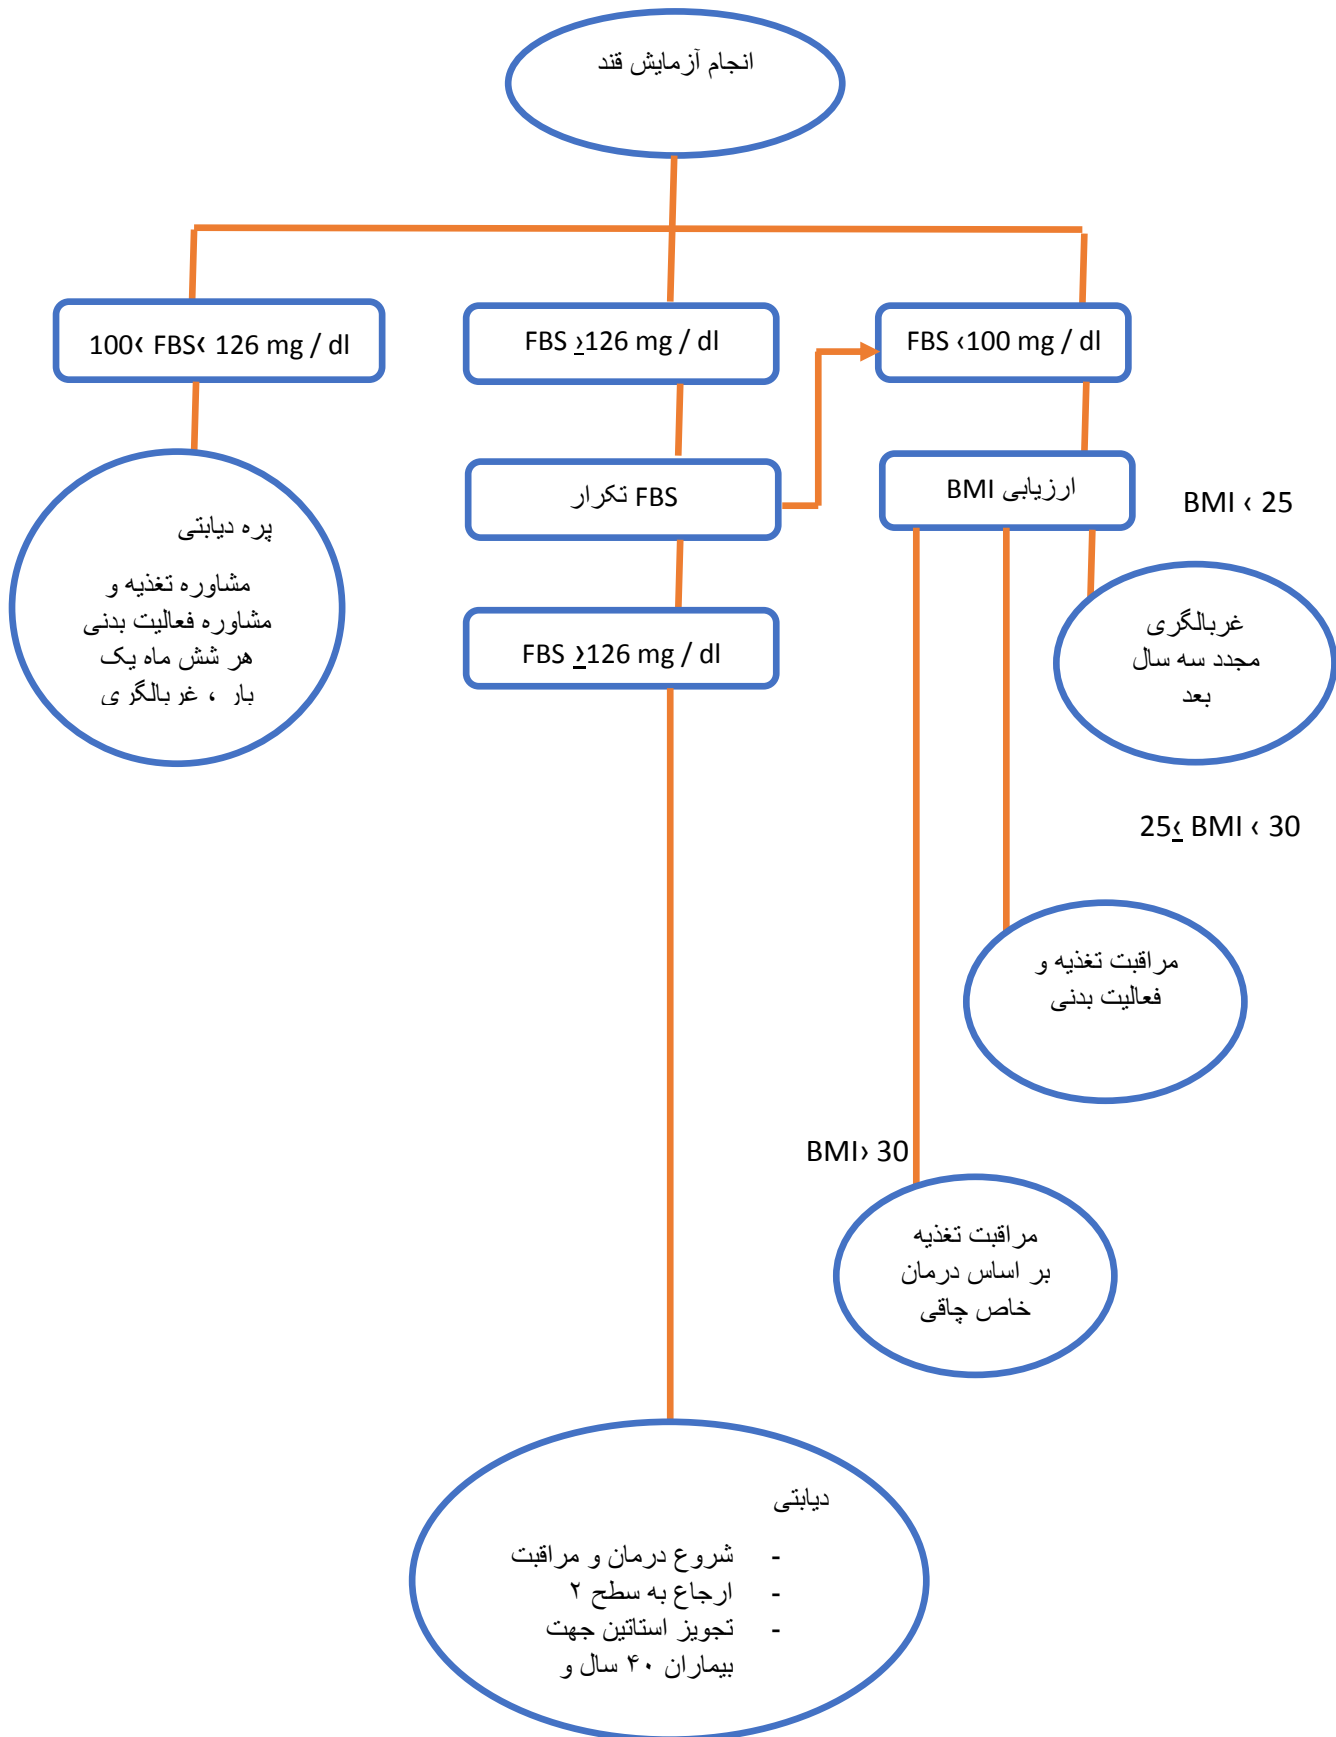 انجام آزمایش قند
FBS ‹100 mg / dl
FBS ›126 mg / dl
100‹ FBS‹ 126 mg / dl
ارزیابی BMI
تکرار FBS
BMI ‹ 25
پره دیابتی
مشاوره تغذیه و
مشاوره فعالیت بدنی
هر شش ماه یک
بار ، غربالگری
غربالگری
مجدد سه سال
بعد
FBS ›126 mg / dl
25‹ BMI ‹ 30
مراقبت تغذیه و
فعالیت بدنی
BMI› 30
مراقبت تغذیه
بر اساس درمان
خاص چاقی
دیابتی
- شروع درمان و مراقبت
- ارجاع به سطح ۲
- تجویز استاتین جهت
بیماران ۴۰ سال و